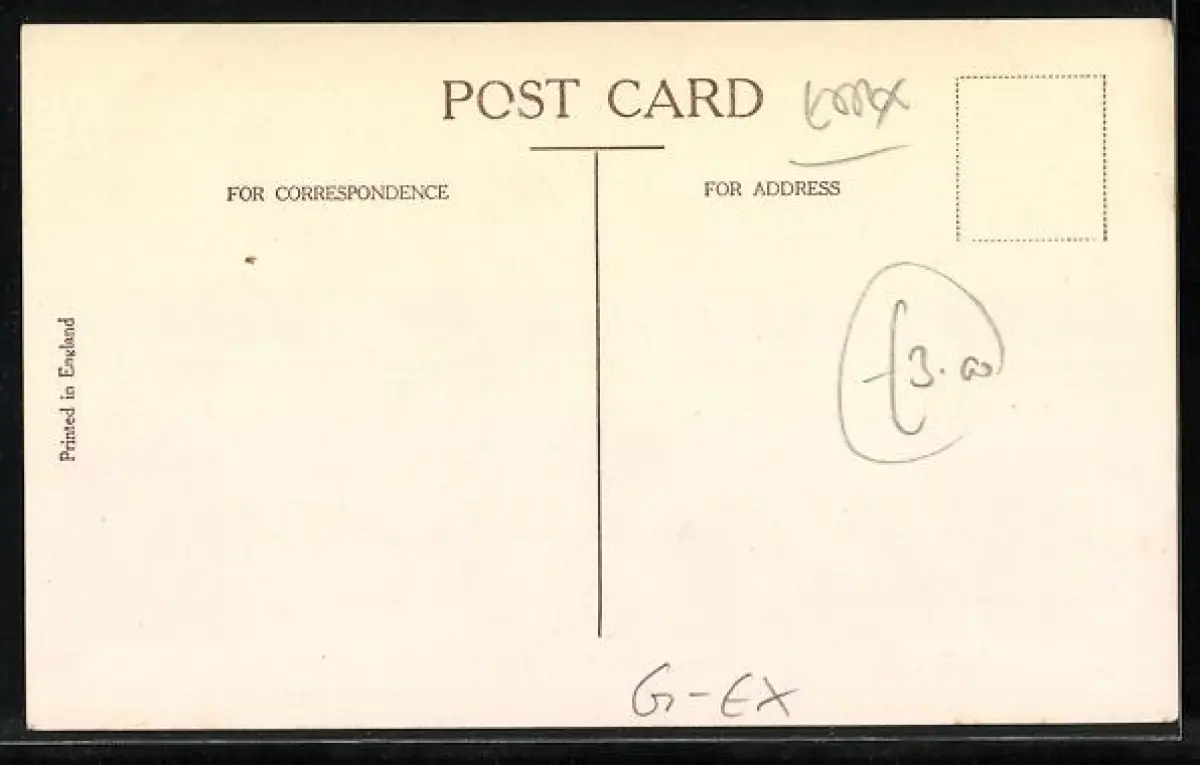 POST CARD
FOR CORRESPONDENCE
FOR ADDRESS
Printed in England
£3.00
G-EX